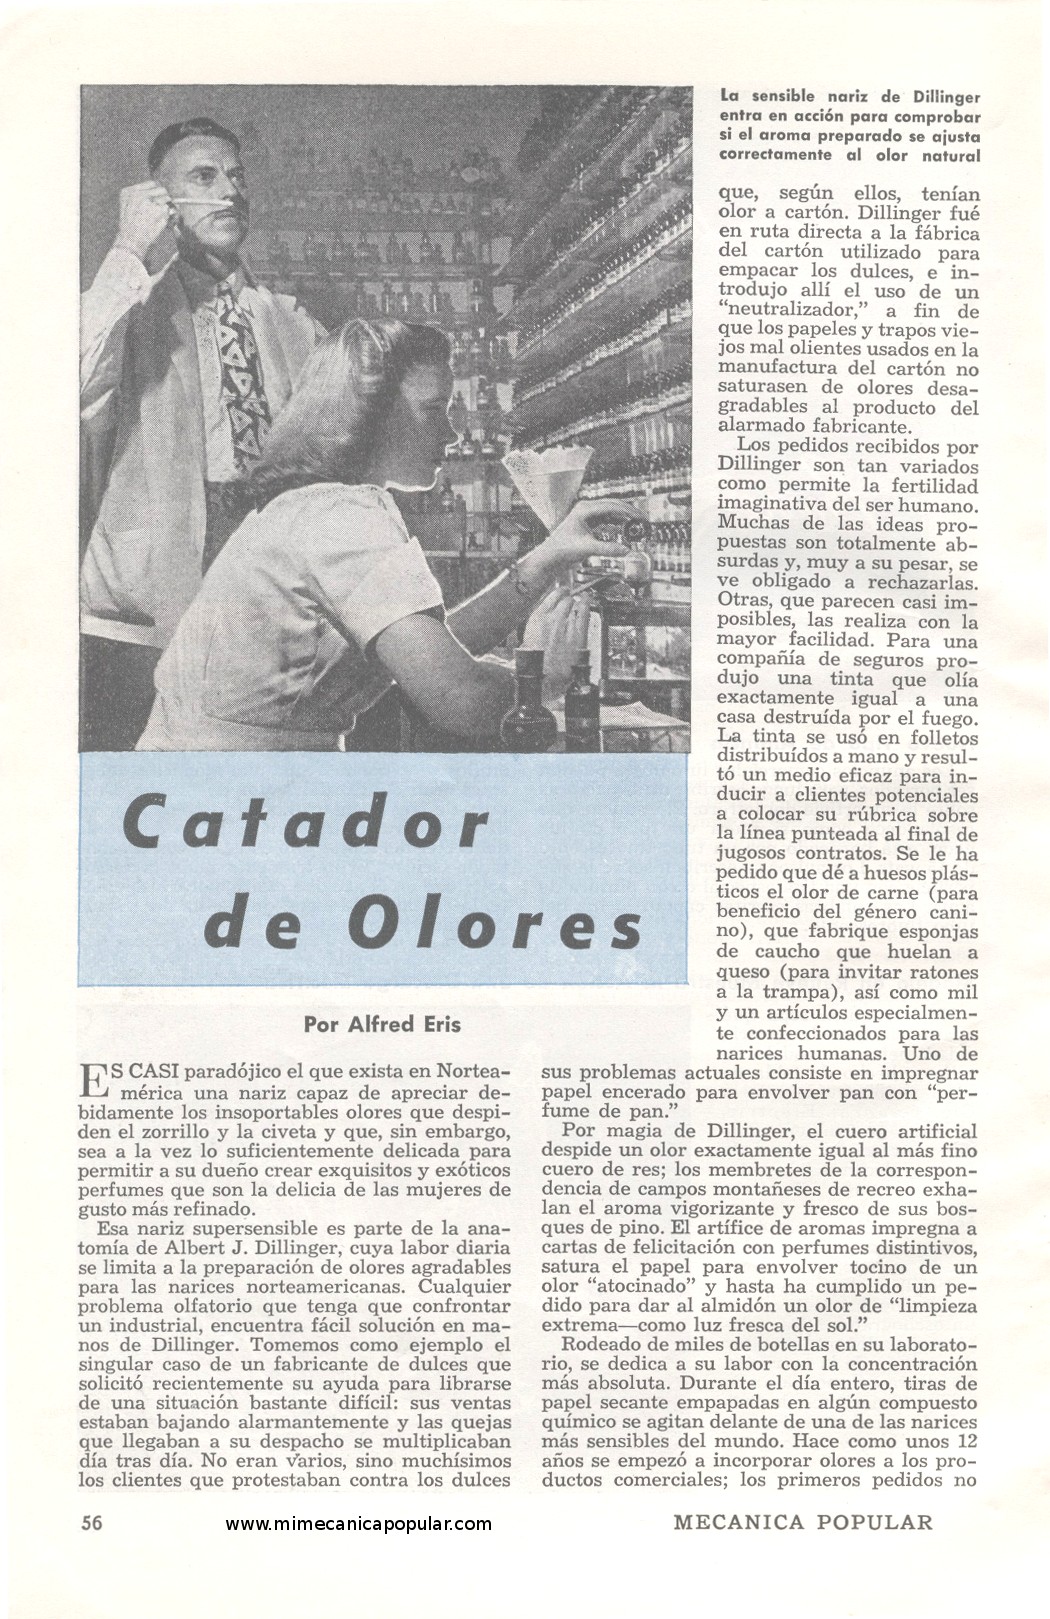 La sensible nariz de Dillinger
entra en acción para comprobar
si el aroma preparado se ajusta
correctamente al olor natural
Catador
de Olores
Por Alfred Eris
ES CASI paradójico el que exista en Nortea-
mérica una nariz capaz de apreciar de-
bidamente los insoportables olores que despi-
den el zorrillo y la civeta y que, sin embargo,
sea a la vez lo suficientemente delicada para
permitir a su dueño crear exquisitos y exóticos
perfumes que son la delicia de las mujeres de
gusto más refinado.
Esa nariz supersensible es parte de la ana-
tomía de Albert J. Dillinger, cuya labor diaria
se limita a la preparación de olores agradables
para las narices norteamericanas. Cualquier
problema olfatorio que tenga que confrontar
un industrial, encuentra fácil solución en ma-
nos de Dillinger. Tomemos como ejemplo el
singular caso de un fabricante de dulces que
solicitó recientemente su ayuda para librarse
de una situación bastante difícil: sus ventas
estaban bajando alarmantemente y las quejas
que llegaban a su despacho se multiplicaban
día tras día. No eran varios, sino muchísimos
los clientes que protestaban contra los dulces
que, según ellos, tenían
olor a cartón. Dillinger fué
en ruta directa a la fábrica
del cartón utilizado para
empacar los dulces, e in-
trodujo allí el uso de un
“neutralizador,” a fin de
que los papeles y trapos vie-
jos mal olientes usados en la
manufactura del cartón no
saturasen de olores desa-
gradables al producto del
alarmado fabricante.
Los pedidos recibidos por
Dillinger son tan variados
como permite la fertilidad
imaginativa del ser humano.
Muchas de las ideas pro-
puestas son totalmente ab-
surdas y, muy a su pesar, se
ve obligado a rechazarlas.
Otras, que parecen casi im-
posibles, las realiza con la
mayor facilidad. Para una
compañía de seguros pro-
dujo una tinta que olía
exactamente igual a una
casa destruída por el fuego.
La tinta se usó en folletos
distribuídos a mano y resul-
tó un medio eficaz para in-
ducir a clientes potenciales
a colocar su rúbrica sobre
la línea punteada al final de
jugosos contratos. Se le ha
pedido que dé a huesos plás-
ticos el olor de carne (para
beneficio del género cani-
no), que fabrique esponjas
de caucho que huelan a
queso (para invitar ratones
a la trampa), así como mil
y un artículos especialmen-
te confeccionados para las
narices humanas. Uno de
sus problemas actuales consiste en impregnar
papel encerado para envolver pan con “per-
fume de pan.”
Por magia de Dillinger, el cuero artificial
despide un olor exactamente igual al más fino
cuero de res; los membretes de la correspon-
dencia de campos montañeses de recreo exha-
lan el aroma vigorizante y fresco de sus bos-
ques de pino. El artífice de aromas impregna a
cartas de felicitación con perfumes distintivos,
satura el papel para envolver tocino de un
olor “atocinado” y hasta ha cumplido un pe-
dido para dar al almidón un olor de “limpieza
extrema—como luz fresca del sol.”
Rodeado de miles de botellas en su laborato-
rio, se dedica a su labor con la concentración
más absoluta. Durante el día entero, tiras de
papel secante empapadas en algún compuesto
químico se agitan delante de una de las narices
más sensibles del mundo. Hace como unos 12
años se empezó a incorporar olores a los pro-
ductos comerciales; los primeros pedidos no
56
www.mimecanicapopular.com
MECANICA POPULAR